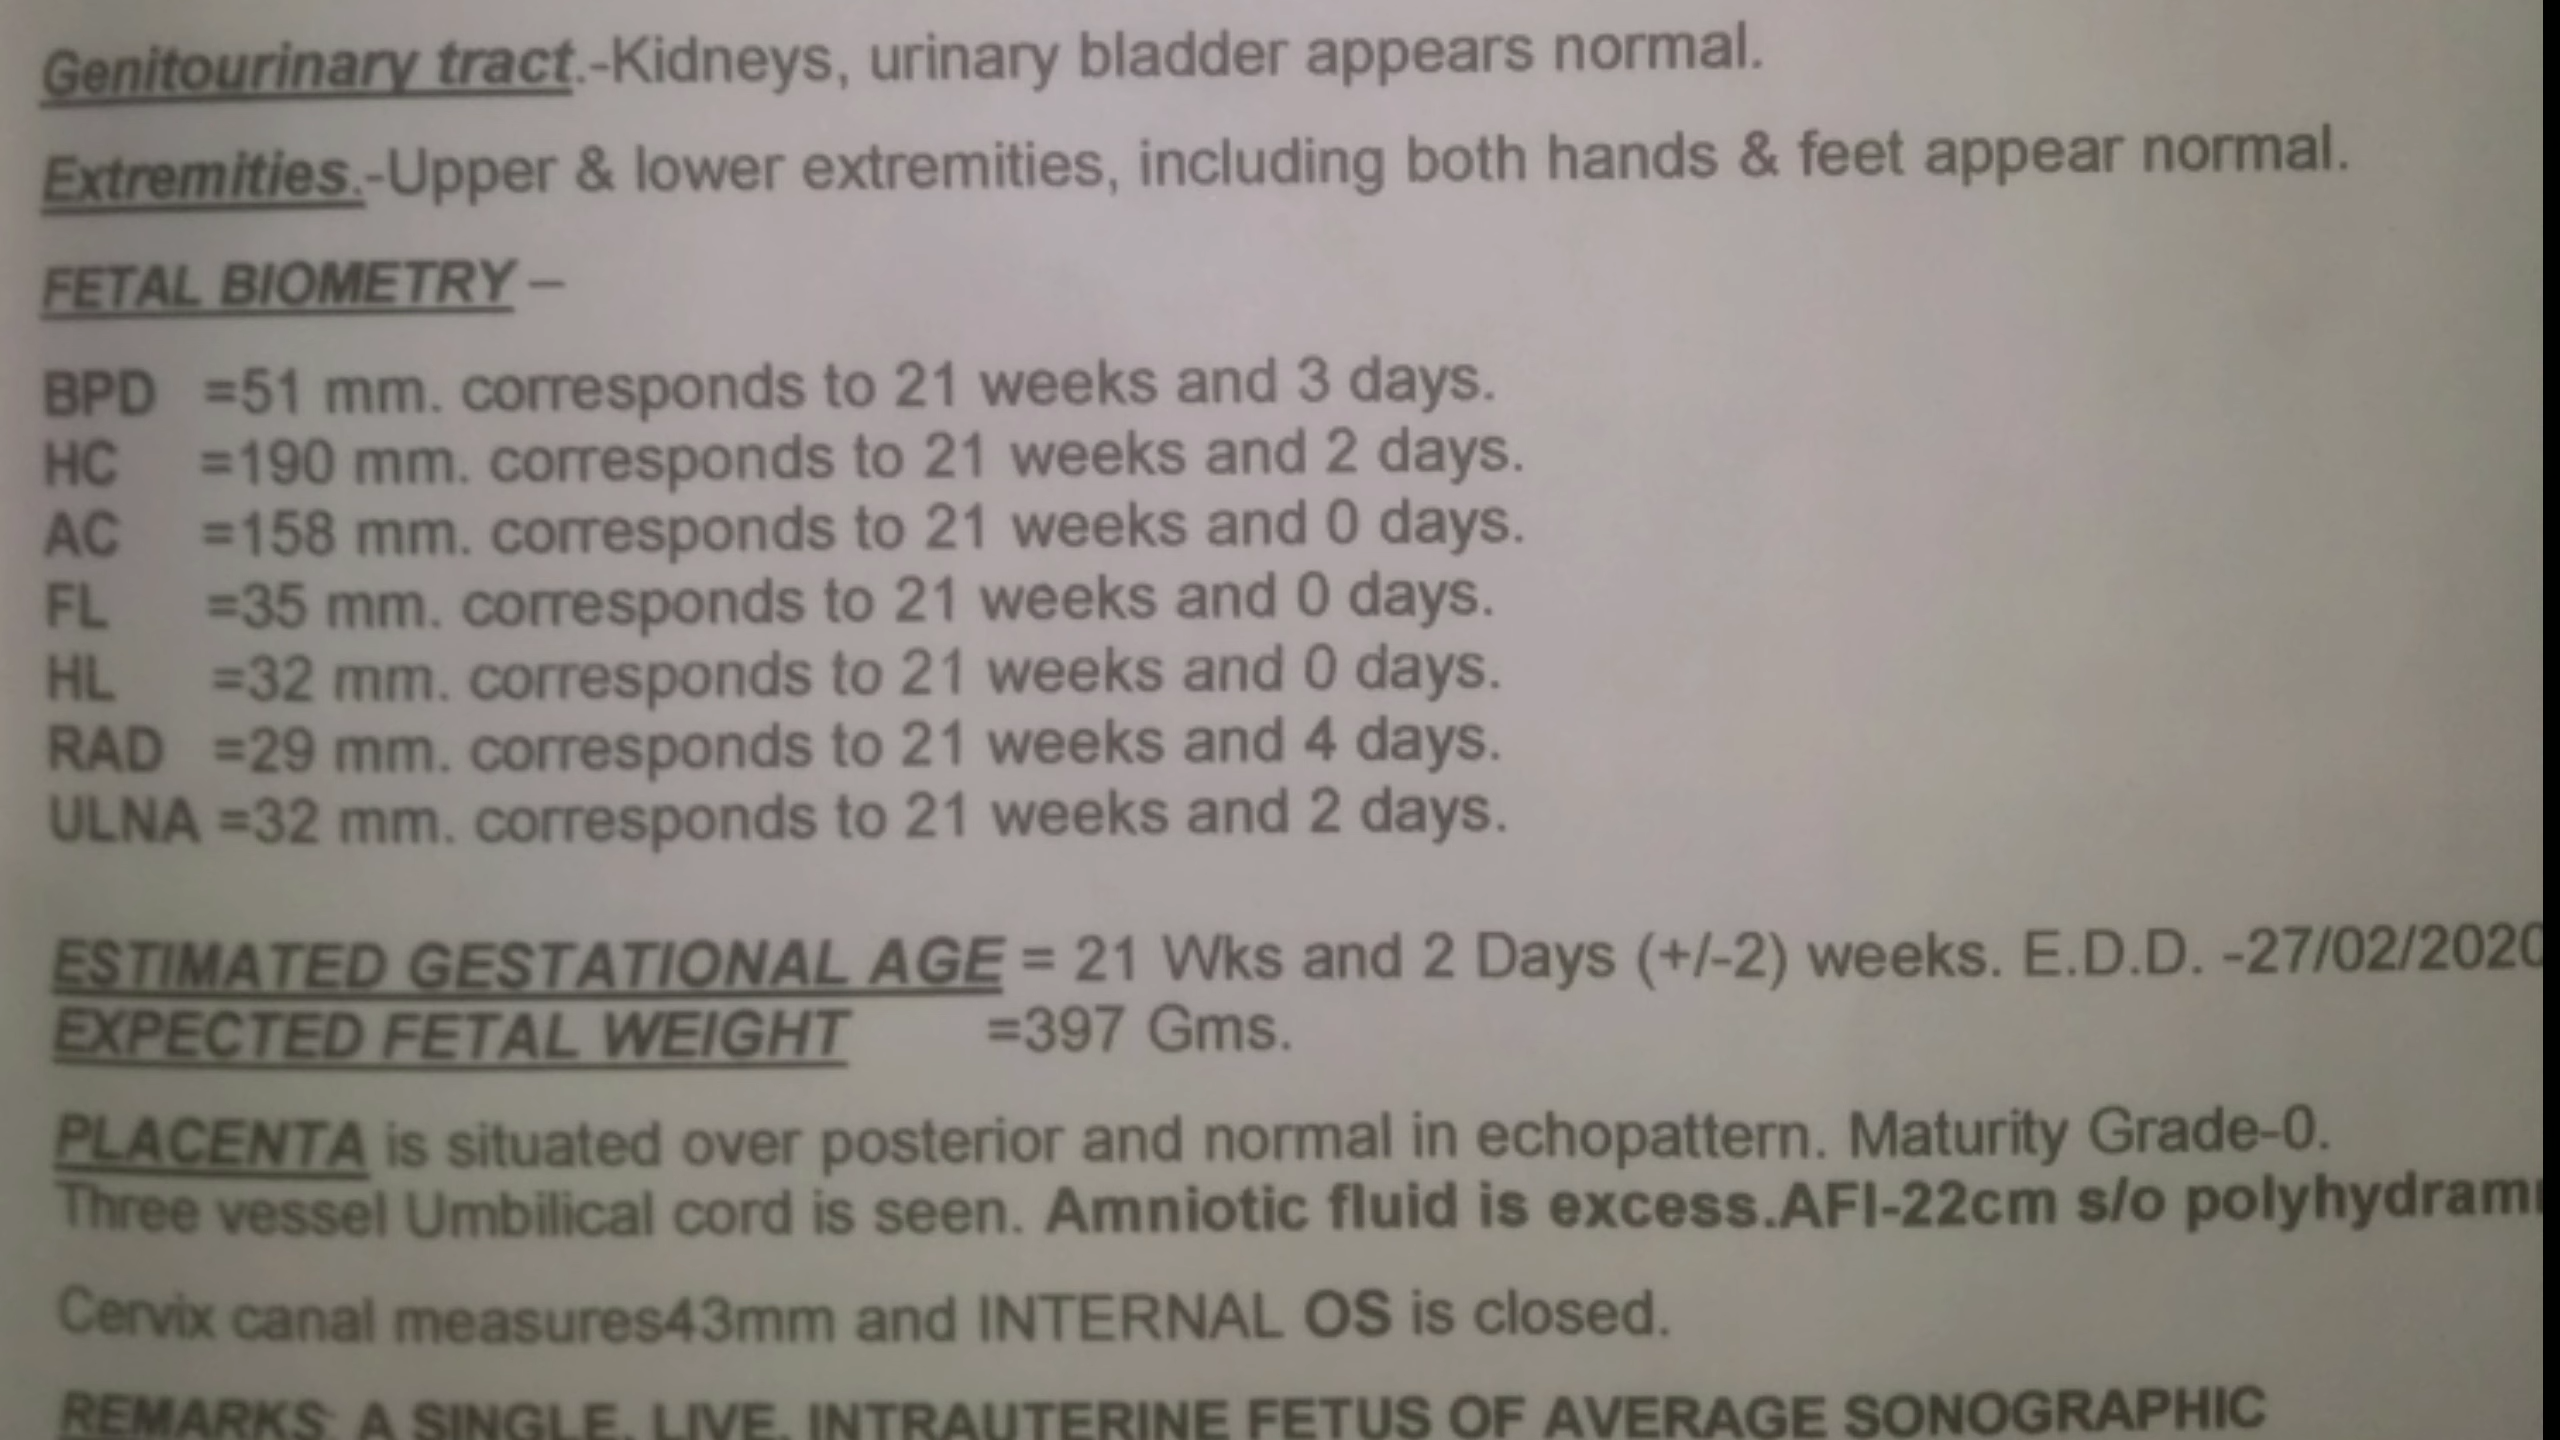 Genitourinary tract.-Kidneys, urinary bladder appears normal.
Extremities.-Upper & lower extremities, including both hands & feet appear normal.
FETAL BIOMETRY –
BPD =51 mm. corresponds to 21 weeks and 3 days.
HC =190 mm. corresponds to 21 weeks and 2 days.
AC =158 mm. corresponds to 21 weeks and 0 days.
FL =35 mm. corresponds to 21 weeks and 0 days.
HL =32 mm. corresponds to 21 weeks and 0 days.
RAD =29 mm. corresponds to 21 weeks and 4 days.
ULNA =32 mm. corresponds to 21 weeks and 2 days.
ESTIMATED GESTATIONAL AGE = 21 Wks and 2 Days (+/-2) weeks. E.D.D. -27/02/2020
EXPECTED FETAL WEIGHT =397 Gms.
PLACENTA is situated over posterior and normal in echopattern. Maturity Grade-0.
Three vessel Umbilical cord is seen. Amniotic fluid is excess.AFI-22cm s/o
Cervix canal measures43mm and INTERNAL OS is closed.
REMARKS: A SINGLE, LIVE, INTRAUTERINE FETUS OF AVERAGE SONOGRAPHIC